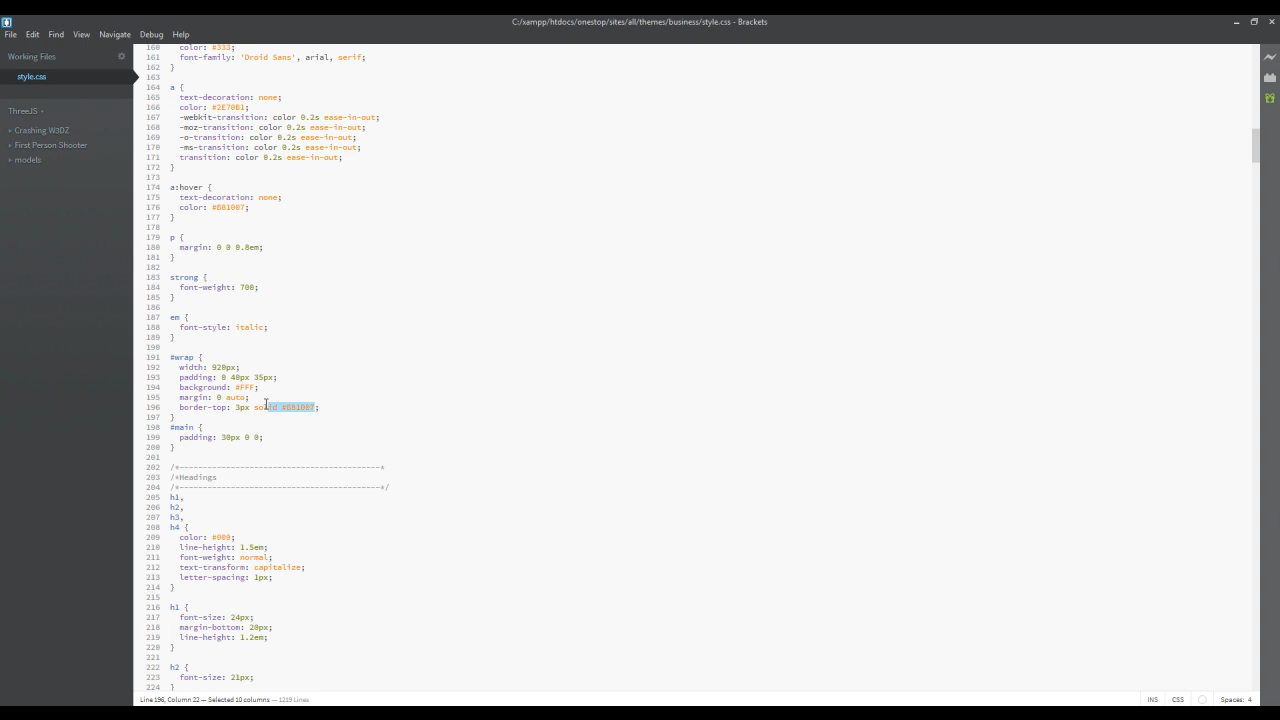 C:/xampp/htdocs/onestop/sites/all/themes/business/style.css - Brackets
File Edit Find View Navigate Debug Help
Working Files
style.css
ThreeJS
Crashing W3DZ
First Person Shooter
models
160 color: #333;
161 font-family: 'Droid Sans', arial, serif;
162 }
163
164 a {
165 text-decoration: none;
166 color: #2E70B1;
167 -webkit-transition: color 0.2s ease-in-out;
168 -moz-transition: color 0.2s ease-in-out;
169 -o-transition: color 0.2s ease-in-out;
170 -ms-transition: color 0.2s ease-in-out;
171 transition: color 0.2s ease-in-out;
172 }
173
174 a:hover {
175 text-decoration: none;
176 color: #B81007;
177 }
178
179 p {
180 margin: 0 0 0.8em;
181 }
182
183 strong {
184 font-weight: 700;
185 }
186
187 em {
188 font-style: italic;
189 }
190
191 #wrap {
192 width: 920px;
193 padding: 0 40px 35px;
194 background: #FFF;
195 margin: 0 auto;
196 border-top: 3px solid #B81007;
197 }
198 #main {
199 padding: 30px 0 0;
200 }
201
202 /*-------------------------------------------*
203 /*Headings
204 /*-------------------------------------------*/
205 h1,
206 h2,
207 h3,
208 h4 {
209 color: #000;
210 line-height: 1.5em;
211 font-weight: normal;
212 text-transform: capitalize;
213 letter-spacing: 1px;
214 }
215
216 h1 {
217 font-size: 24px;
218 margin-bottom: 20px;
219 line-height: 1.2em;
220 }
221
222 h2 {
223 font-size: 21px;
224 }
Line 196, Column 22 — Selected 10 columns — 1219 Lines
INS CSS Spaces: 4